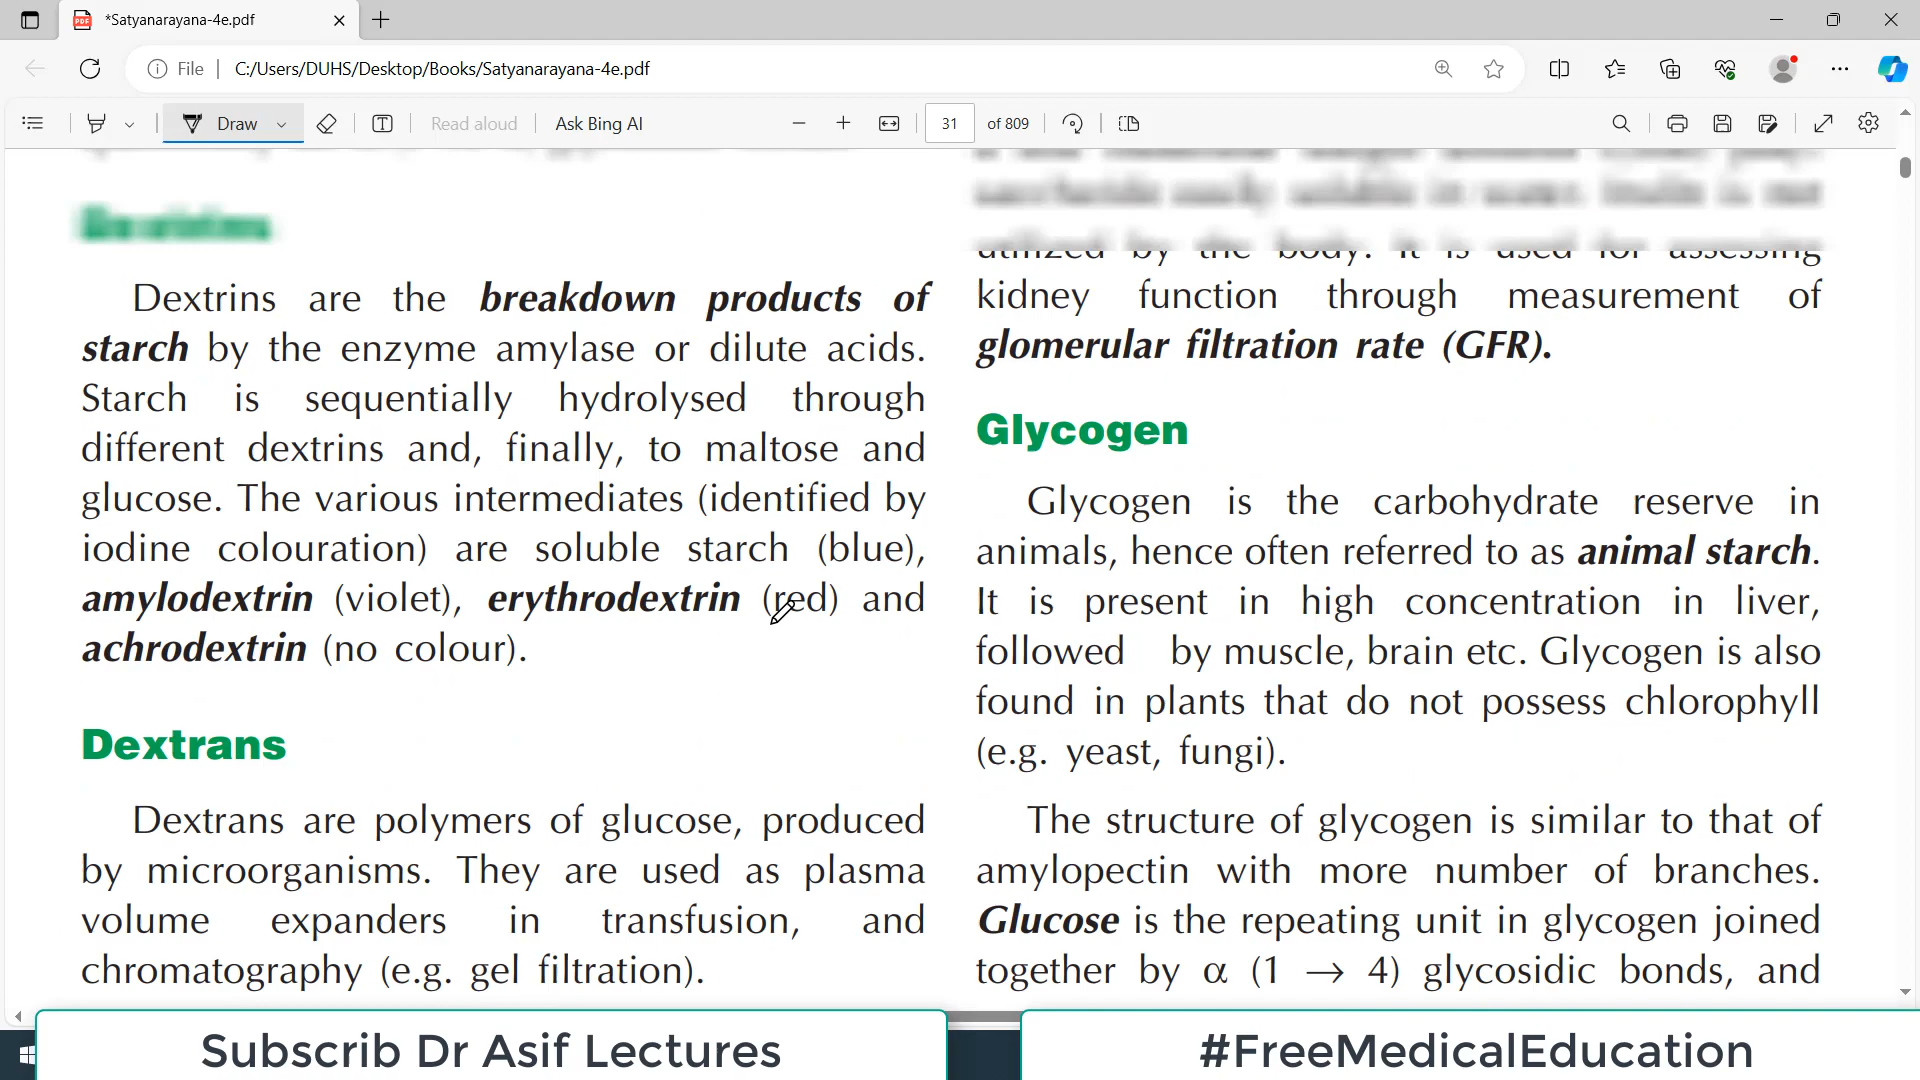 *Satyanarayana-4e.pdf
File
C:/Users/DUHS/Desktop/Books/Satyanarayana-4e.pdf
Draw
Read aloud
Ask Bing AI
31
of 809
Dextrins are the breakdown products of
starch by the enzyme amylase or dilute acids.
Starch is sequentially hydrolysed through
different dextrins and, finally, to maltose and
glucose. The various intermediates (identified by
iodine colouration) are soluble starch (blue),
amylodextrin (violet), erythrodextrin (red) and
achrodextrin (no colour).
Dextrans
Dextrans are polymers of glucose, produced
by microorganisms. They are used as plasma
volume expanders in transfusion, and
chromatography (e.g. gel filtration).
utilized by the body. It is used for assessing
kidney function through measurement of
glomerular filtration rate (GFR).
Glycogen
Glycogen is the carbohydrate reserve in
animals, hence often referred to as animal starch.
It is present in high concentration in liver,
followed by muscle, brain etc. Glycogen is also
found in plants that do not possess chlorophyll
(e.g. yeast, fungi).
The structure of glycogen is similar to that of
amylopectin with more number of branches.
Glucose is the repeating unit in glycogen joined
together by α (1 → 4) glycosidic bonds, and
Subscrib Dr Asif Lectures
#FreeMedicalEducation